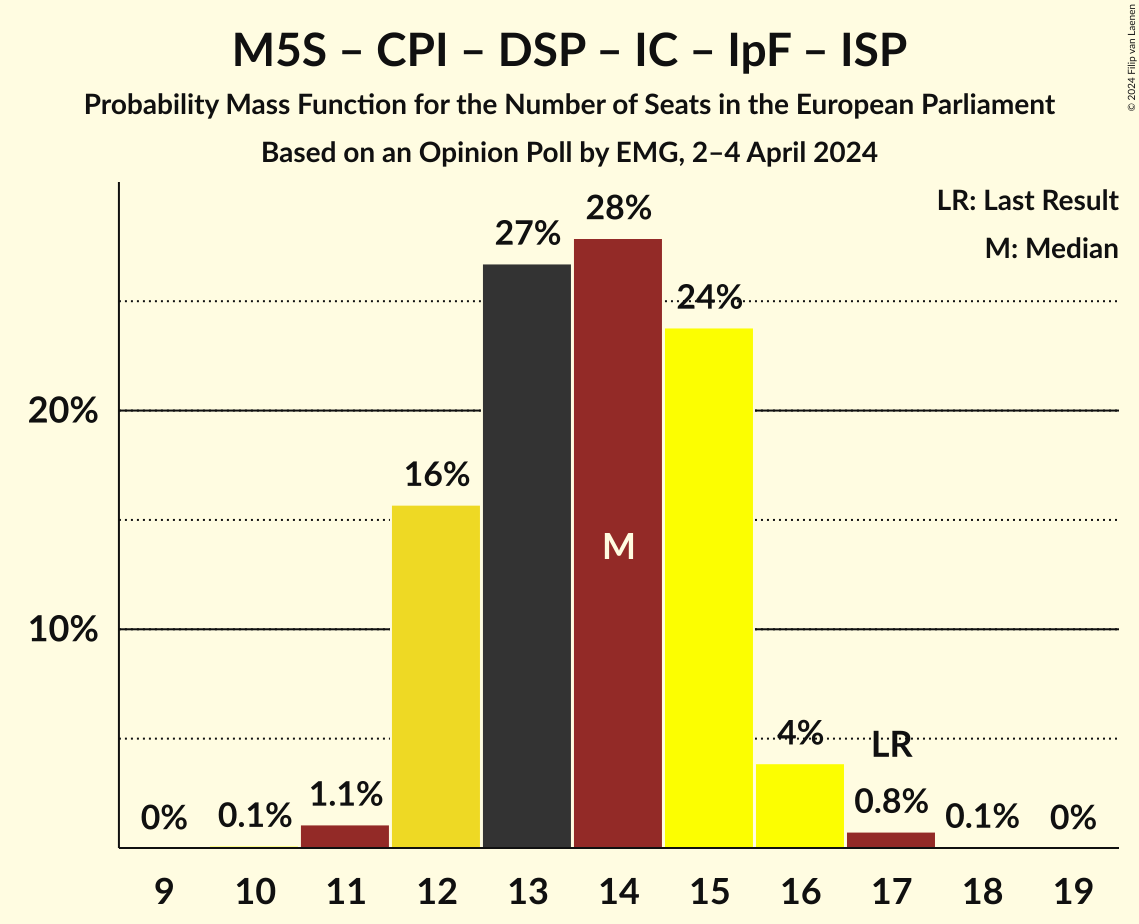 M5S – CPI – DSP – IC – IpF – ISP
Probability Mass Function for the Number of Seats in the European Parliament
Based on an Opinion Poll by EMG, 2–4 April 2024
© 2024 Filip van Laenen
LR: Last Result
M: Median
20%
10%
0%
0.1%
1.1%
16%
27%
28%
24%
4%
0.8%
0.1%
0%
M
LR
9 10 11 12 13 14 15 16 17 18 19